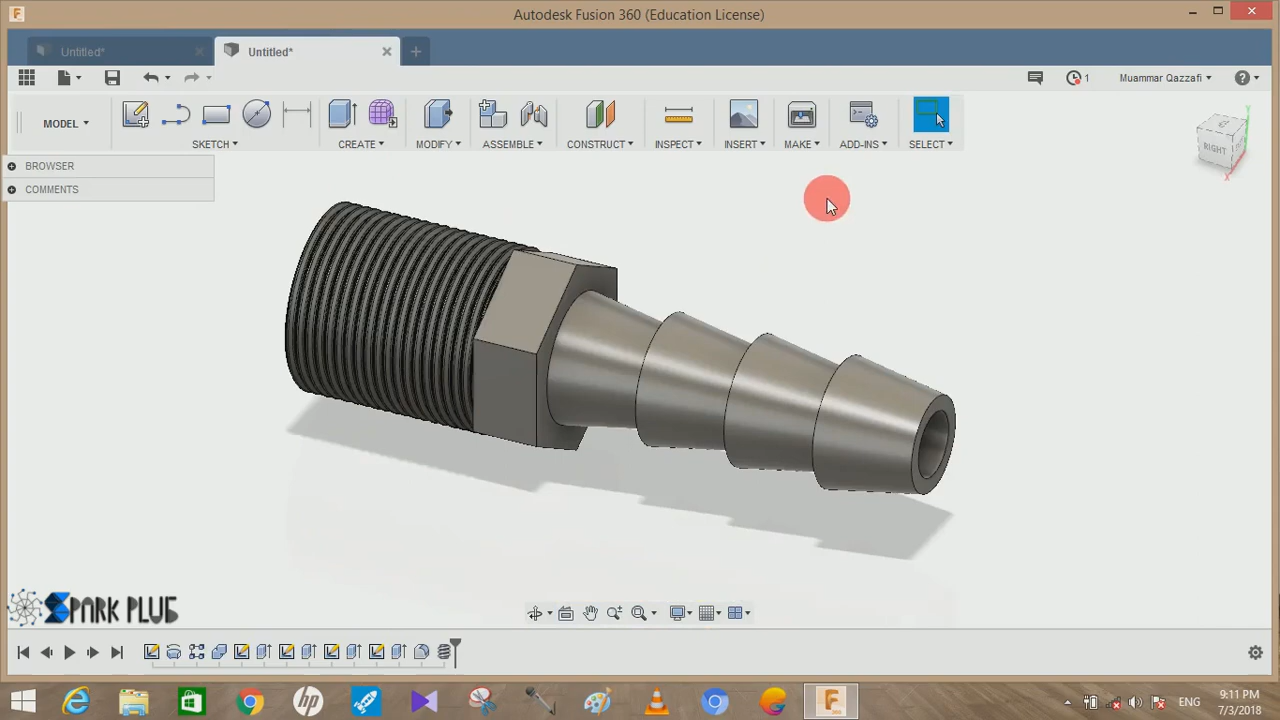 Autodesk Fusion 360 (Education License)
Untitled*
Untitled*
1
Muammar Qazzafi
MODEL
SKETCH
CREATE
MODIFY
ASSEMBLE
CONSTRUCT
INSPECT
INSERT
MAKE
ADD-INS
SELECT
BROWSER
COMMENTS
RIGHT
X
Y
SPARK PLUG
ENG
9:11 PM
7/3/2018